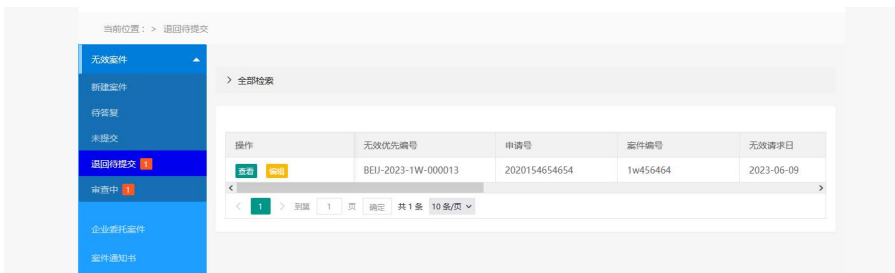 当前位置： > 退回待提交
无效案件
新建案件
待答复
未提交
退回待提交 1
审查中 1
企业委托案件
案件通知书
> 全部检索
操作 无效优先编号 申请号 案件编号 无效请求日
查看 编辑 BEIJ-2023-1W-000013 2020154654654 1w456464 2023-06-09
< 1 > 到第 1 页 确定 共 1 条 10 条/页